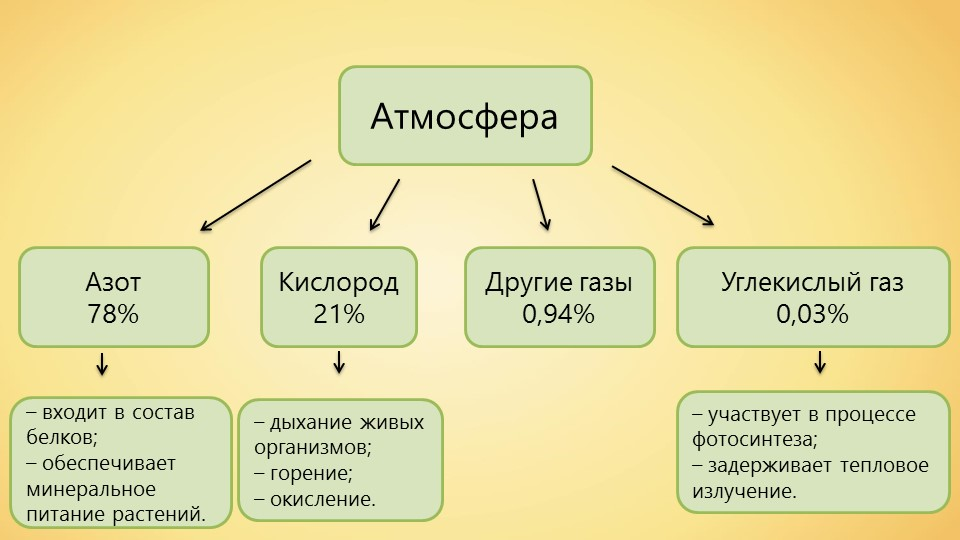 Атмосфера
Азот
78%
Кислород
21%
Другие газы
0,94%
Углекислый газ
0,03%
– входит в состав
белков;
– обеспечивает
минеральное
питание растений.
– дыхание живых
организмов;
– горение;
– окисление.
– участвует в процессе
фотосинтеза;
– задерживает тепловое
излучение.